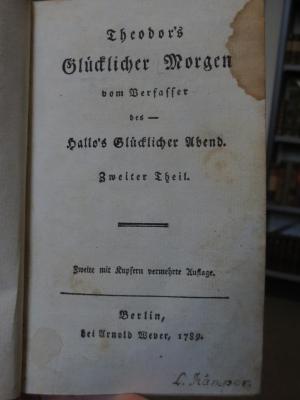 Theodor's
Glücklicher Morgen
vom Verfasser
des —
Hallo's Glücklicher Abend.
Zweiter Theil.
Zweite mit Kupfern vermehrte Auflage.
Berlin,
bei Arnold Wever, 1789.
L. Kämper.